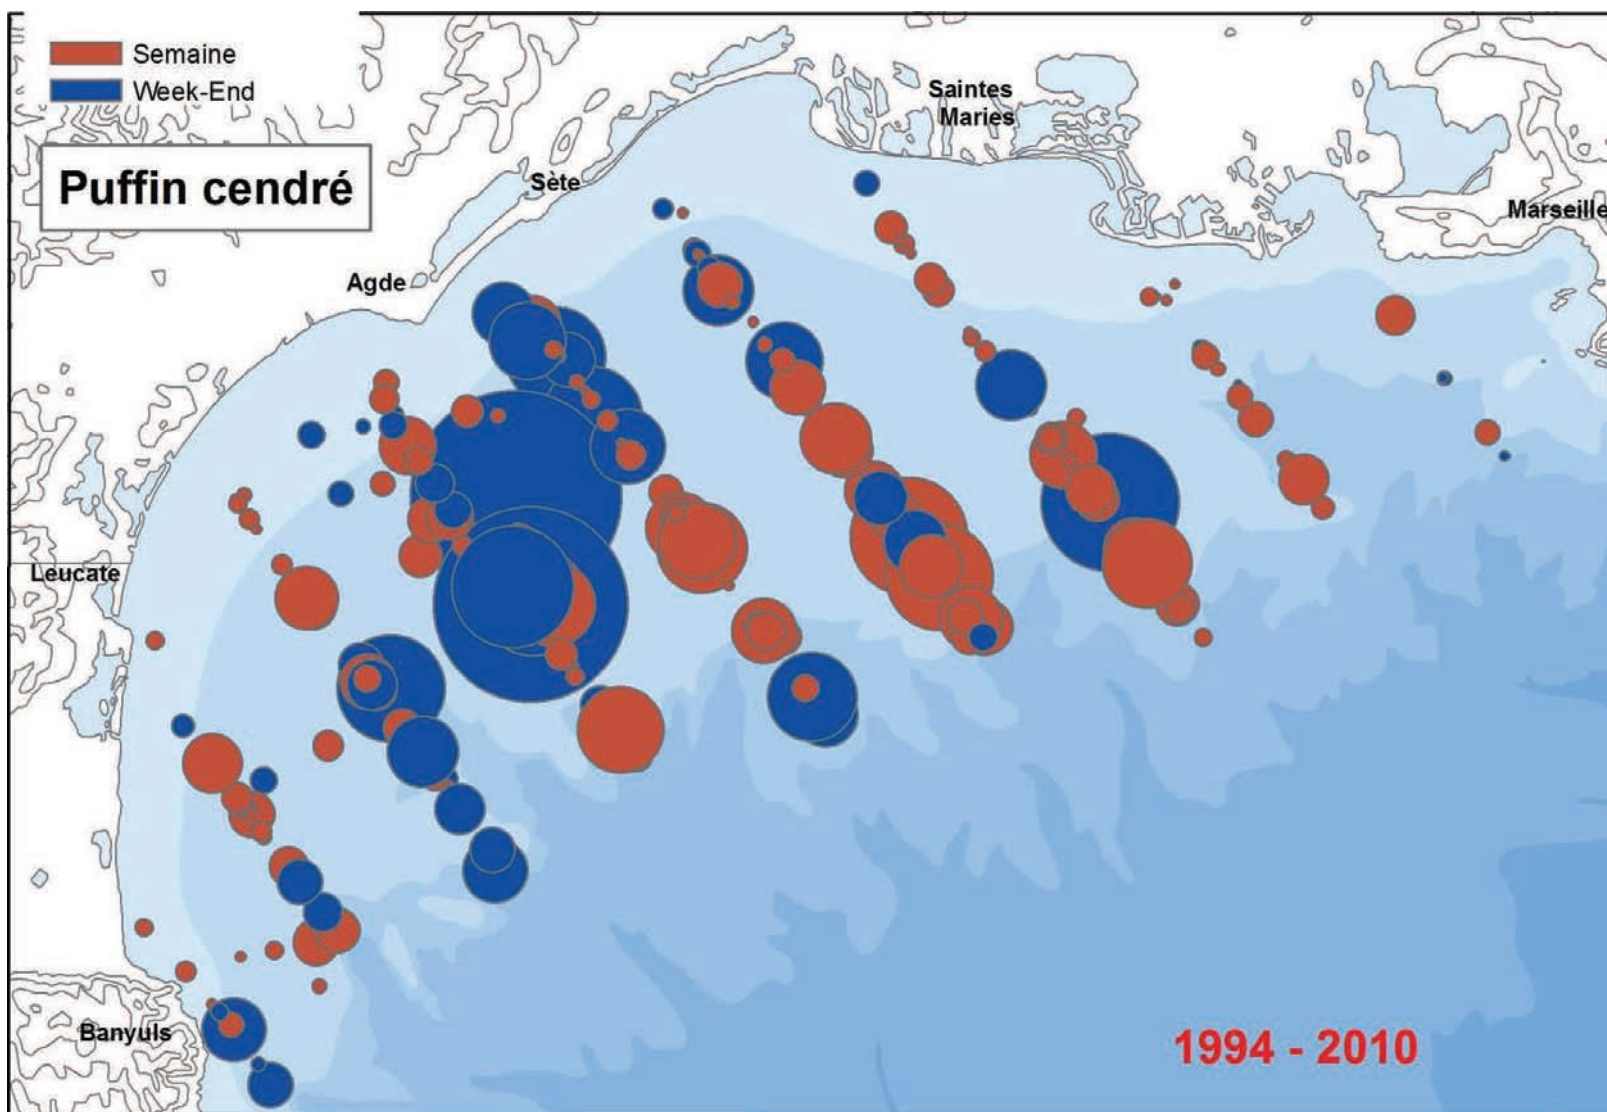 Semaine
Week-End
Puffin cendré
Saintes
Maries
Sète
Marseille
Agde
Leucate
Banyuls
1994 - 2010